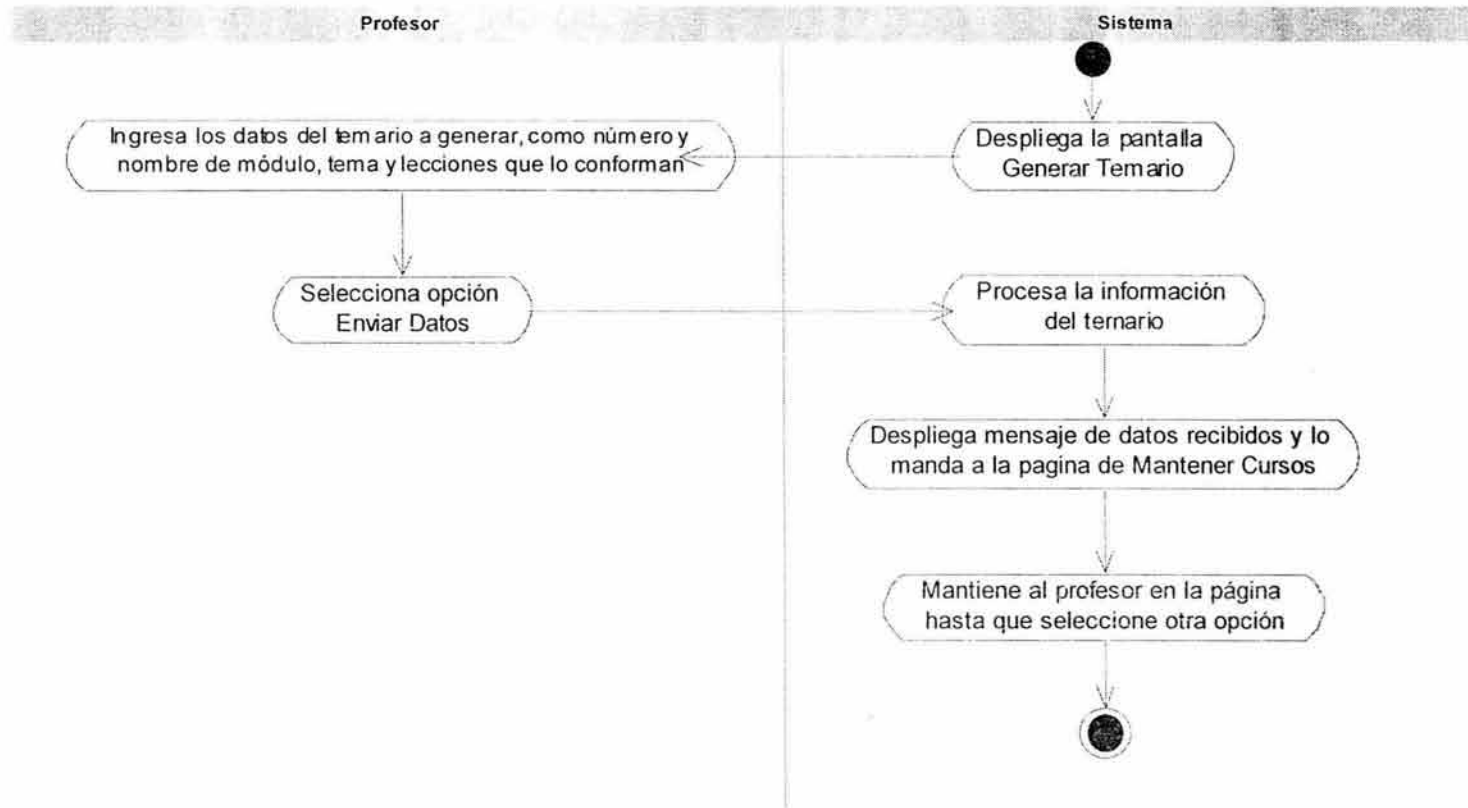 Profesor
Sistema
Ingresa los datos del temario a generar, como número y
nombre de módulo, tema y lecciones que lo conforman
Despliega la pantalla
Generar Temario
Selecciona opción
Enviar Datos
Procesa la información
del ternario
Despliega mensaje de datos recibidos y lo
manda a la pagina de Mantener Cursos
Mantiene al profesor en la página
hasta que seleccione otra opción